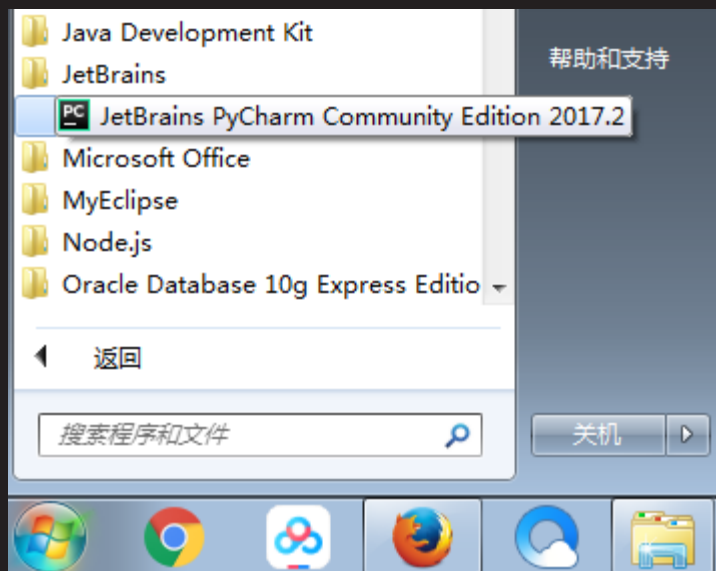 Java Development Kit
JetBrains
PC JetBrains PyCharm Community Edition 2017.2
Microsoft Office
MyEclipse
Node.js
Oracle Database 10g Express Editio
返回
搜索程序和文件
帮助和支持
关机